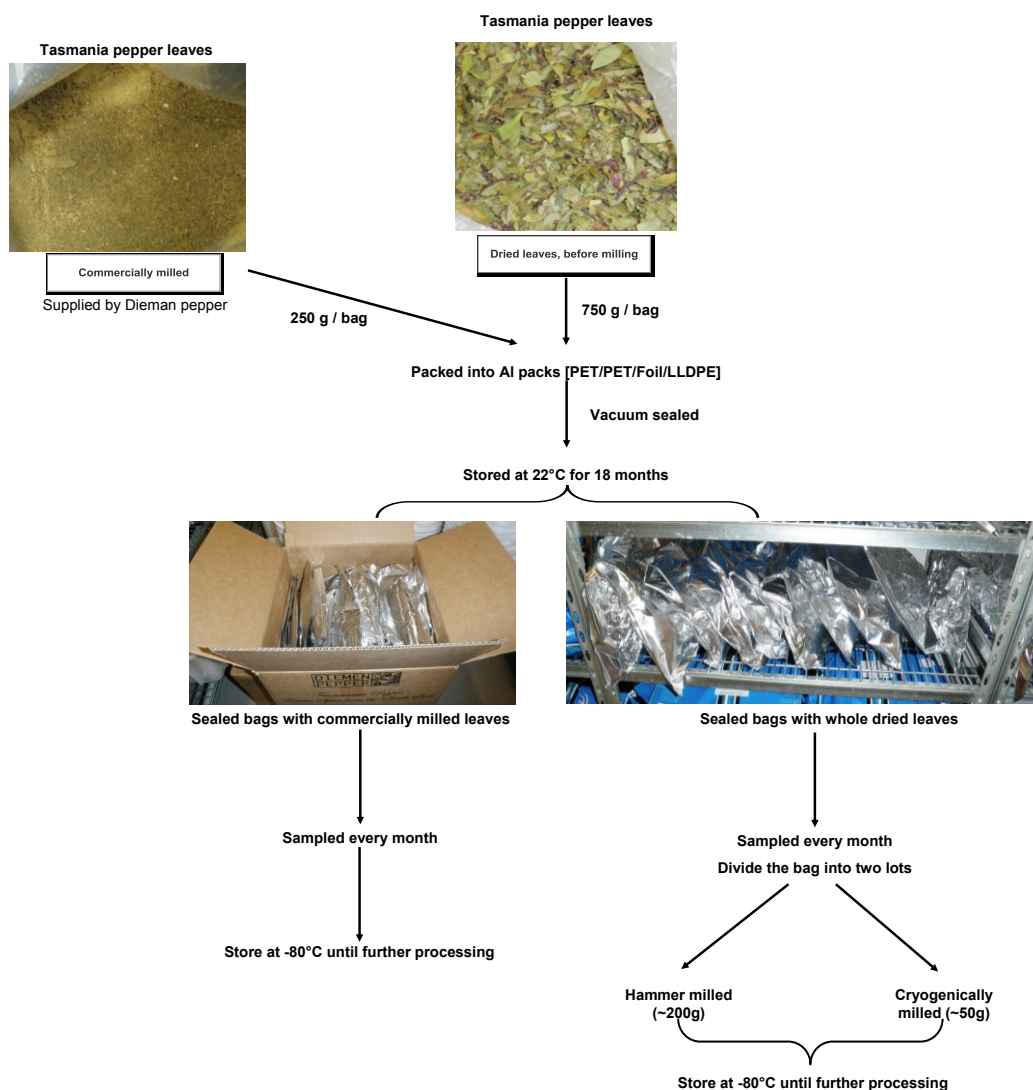 Tasmania pepper leaves
Tasmania pepper leaves
Commercially milled
Dried leaves, before milling
Supplied by Dieman pepper
250 g / bag
750 g / bag
Packed into Al packs [PET/PET/Foil/LLDPE]
Vacuum sealed
Stored at 22°C for 18 months
DIEMEN
PEPPER
Sealed bags with commercially milled leaves
Sealed bags with whole dried leaves
Sampled every month
Sampled every month
Divide the bag into two lots
Store at -80°C until further processing
Hammer milled
(~200g)
Cryogenically
milled (~50g)
Store at -80°C until further processing